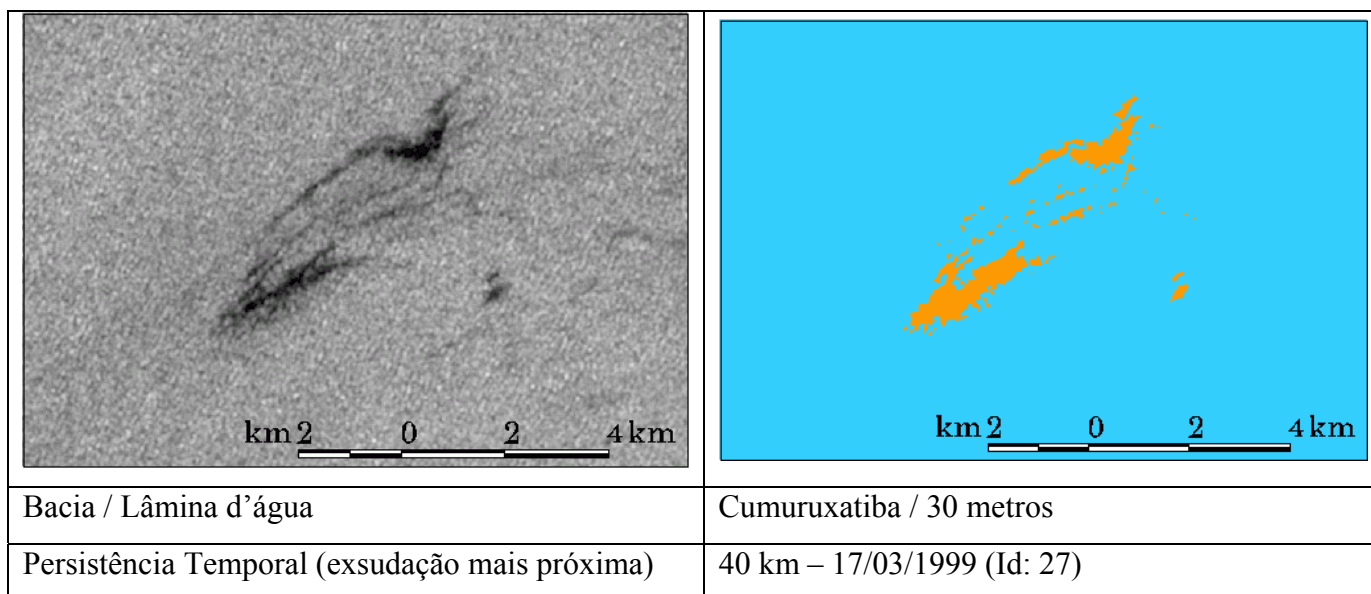 km 2 0 2 4 km
km 2 0 2 4 km
Bacia / Lâmina d’água
Cumuruxatiba / 30 metros
Persistência Temporal (exsudação mais próxima)
40 km – 17/03/1999 (Id: 27)